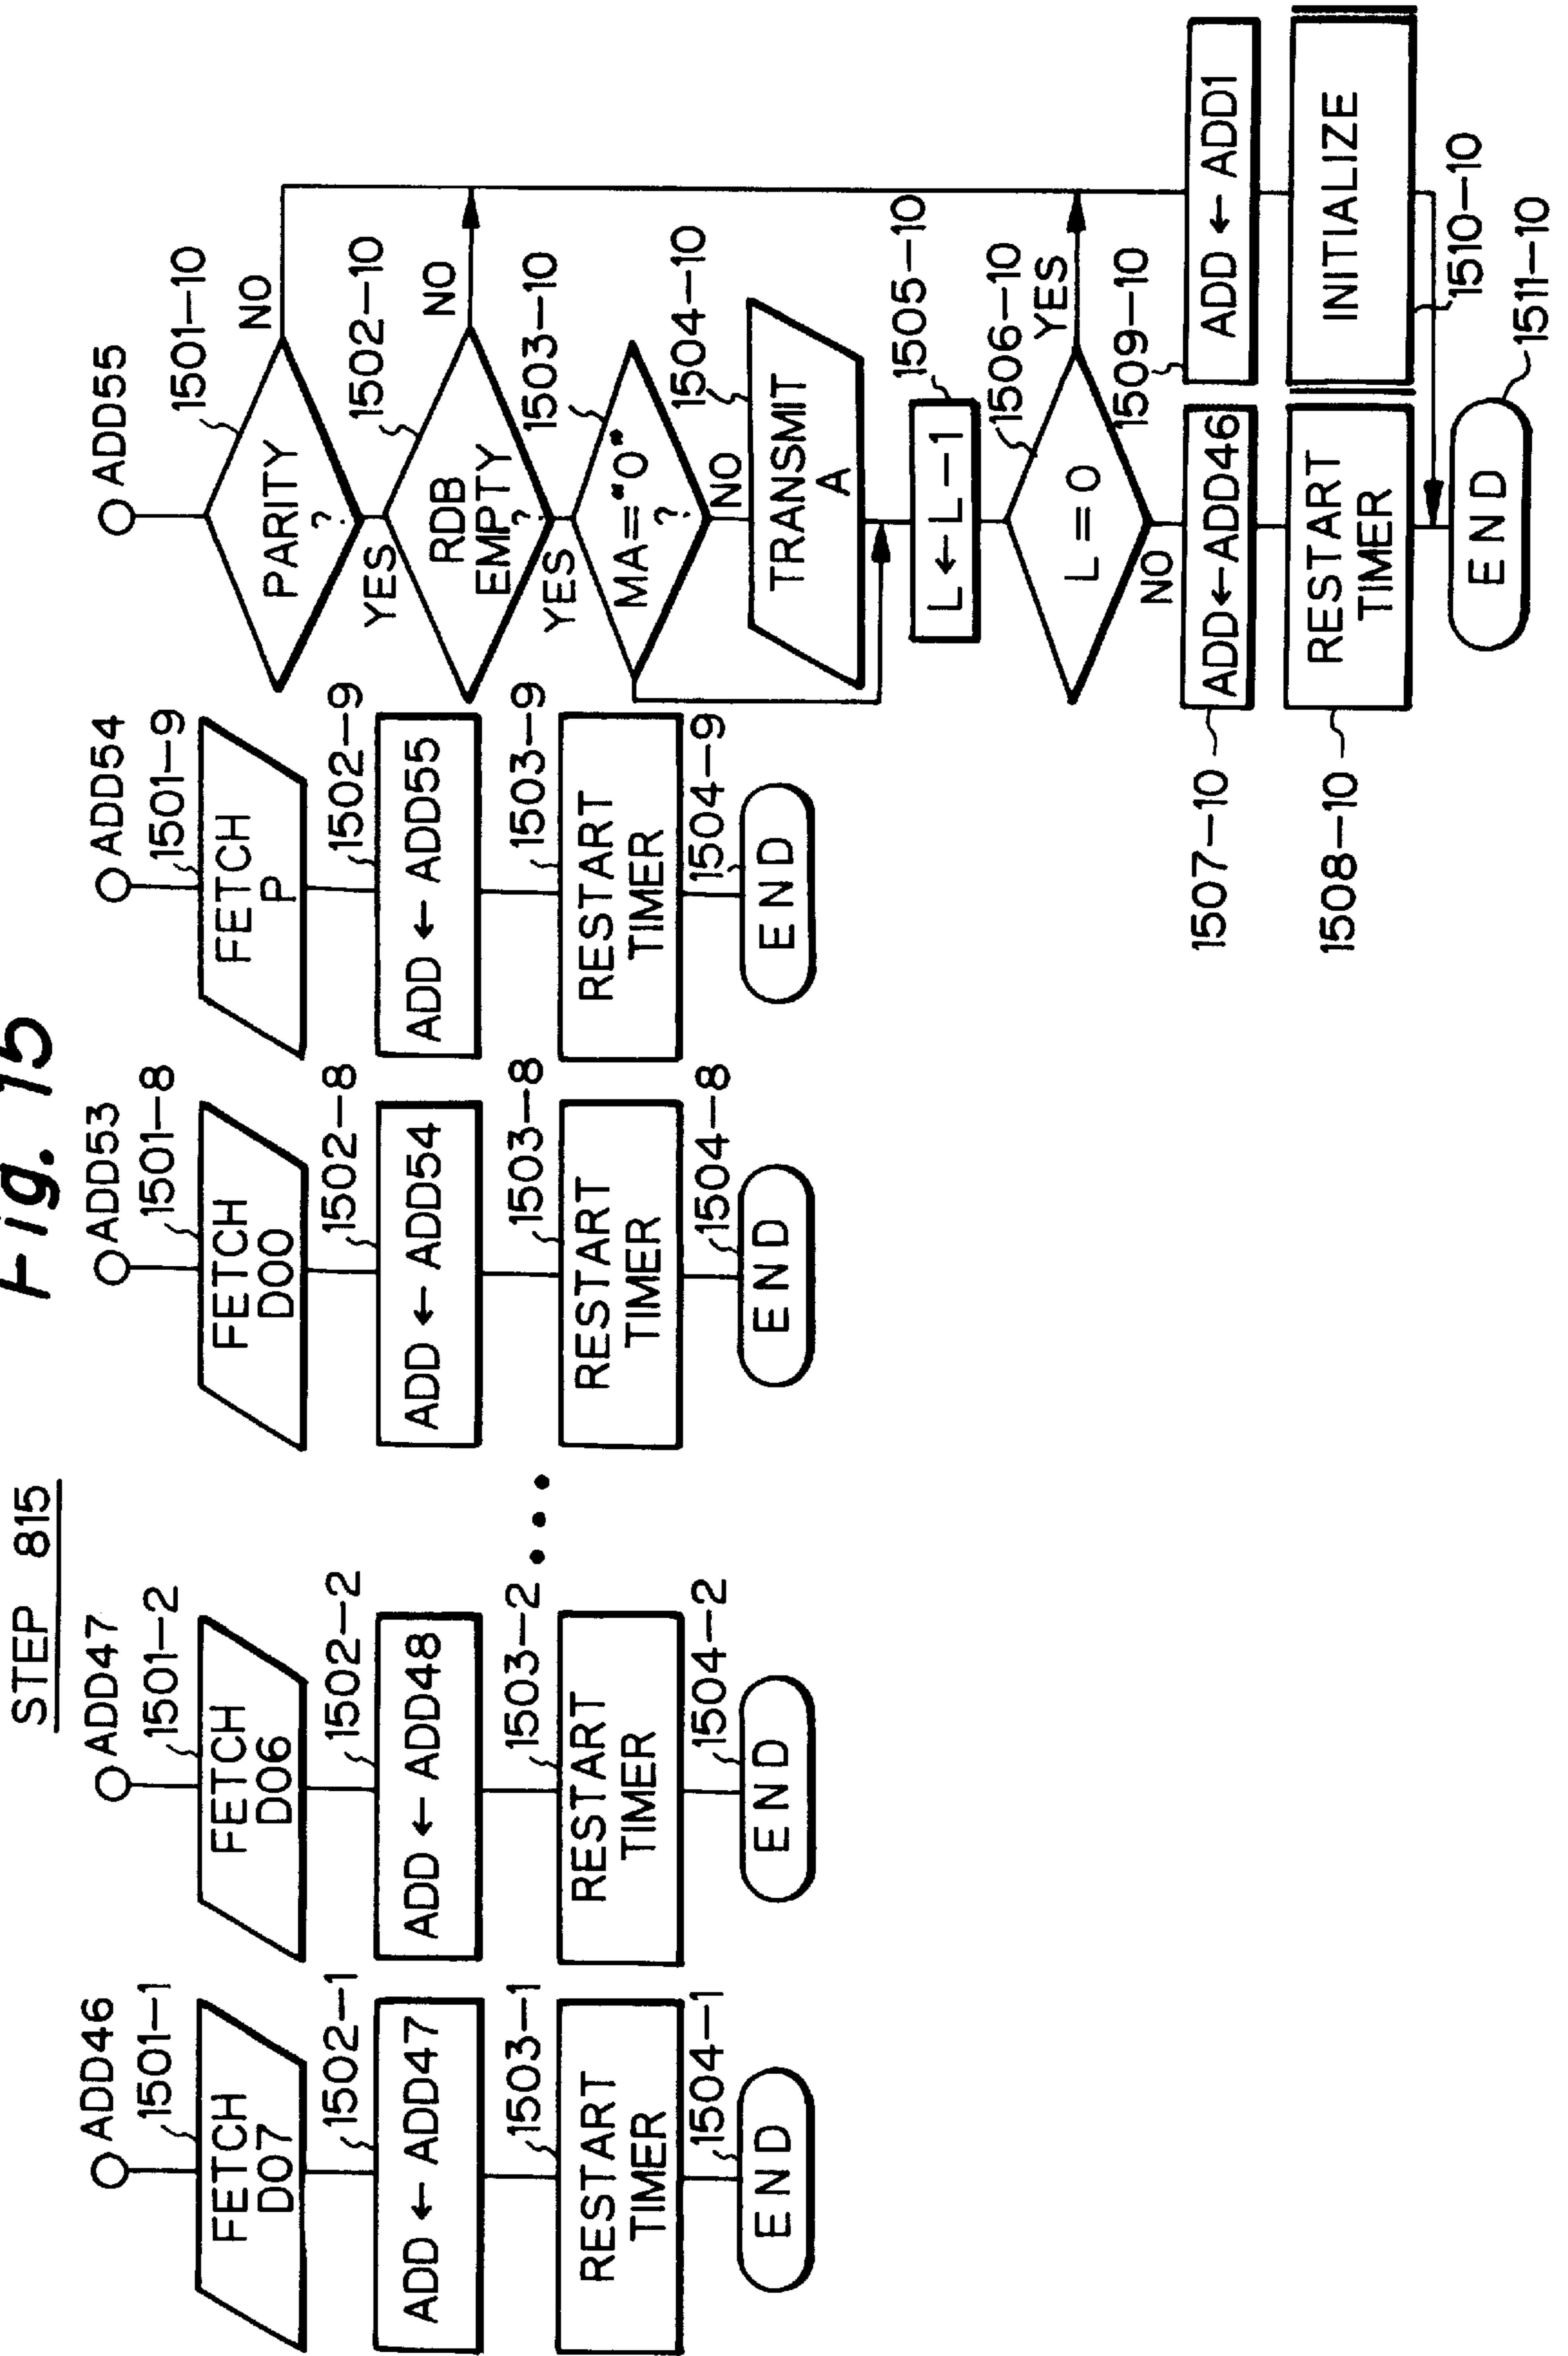 Fig. 15
STEP 815
ADD46
1501-1
FETCH
D07
1502-1
ADD ← ADD47
1503-1
RESTART
TIMER
1504-1
END
ADD47
1501-2
FETCH
D06
1502-2
ADD ← ADD48
1503-2
RESTART
TIMER
1504-2
END
• • •
ADD53
1501-8
FETCH
D00
1502-8
ADD ← ADD54
1503-8
RESTART
TIMER
1504-8
END
ADD54
1501-9
FETCH
P
1502-9
ADD ← ADD55
1503-9
RESTART
TIMER
1504-9
END
ADD55
1501-10
PARITY
?
NO
YES
1502-10
RDB
EMPTY
?
NO
YES
1503-10
MA="0"
?
NO
1504-10
TRANSMIT
A
1505-10
L←L-1
1506-10
L=0
YES
NO
1507-10
ADD←ADD46
1509-10
ADD ← ADD1
1508-10
RESTART
TIMER
INITIALIZE
1510-10
END
1511-10